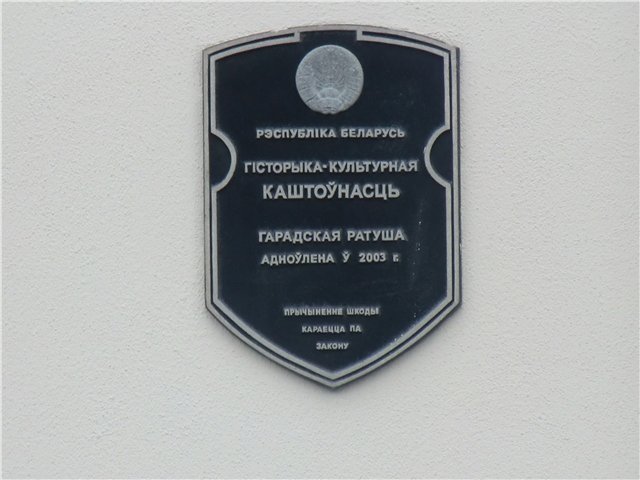 РЭСПУБЛІКА БЕЛАРУСЬ
ГІСТОРЫКА-КУЛЬТУРНАЯ
КАШТОЎНАСЦЬ
ГАРАДСКАЯ РАТУША
АДНОЎЛЕНА Ў 2003 г.
ПРЫЧЫНЕННЕ ШКОДЫ
КАРАЕЦЦА ПА
ЗАКОНУ